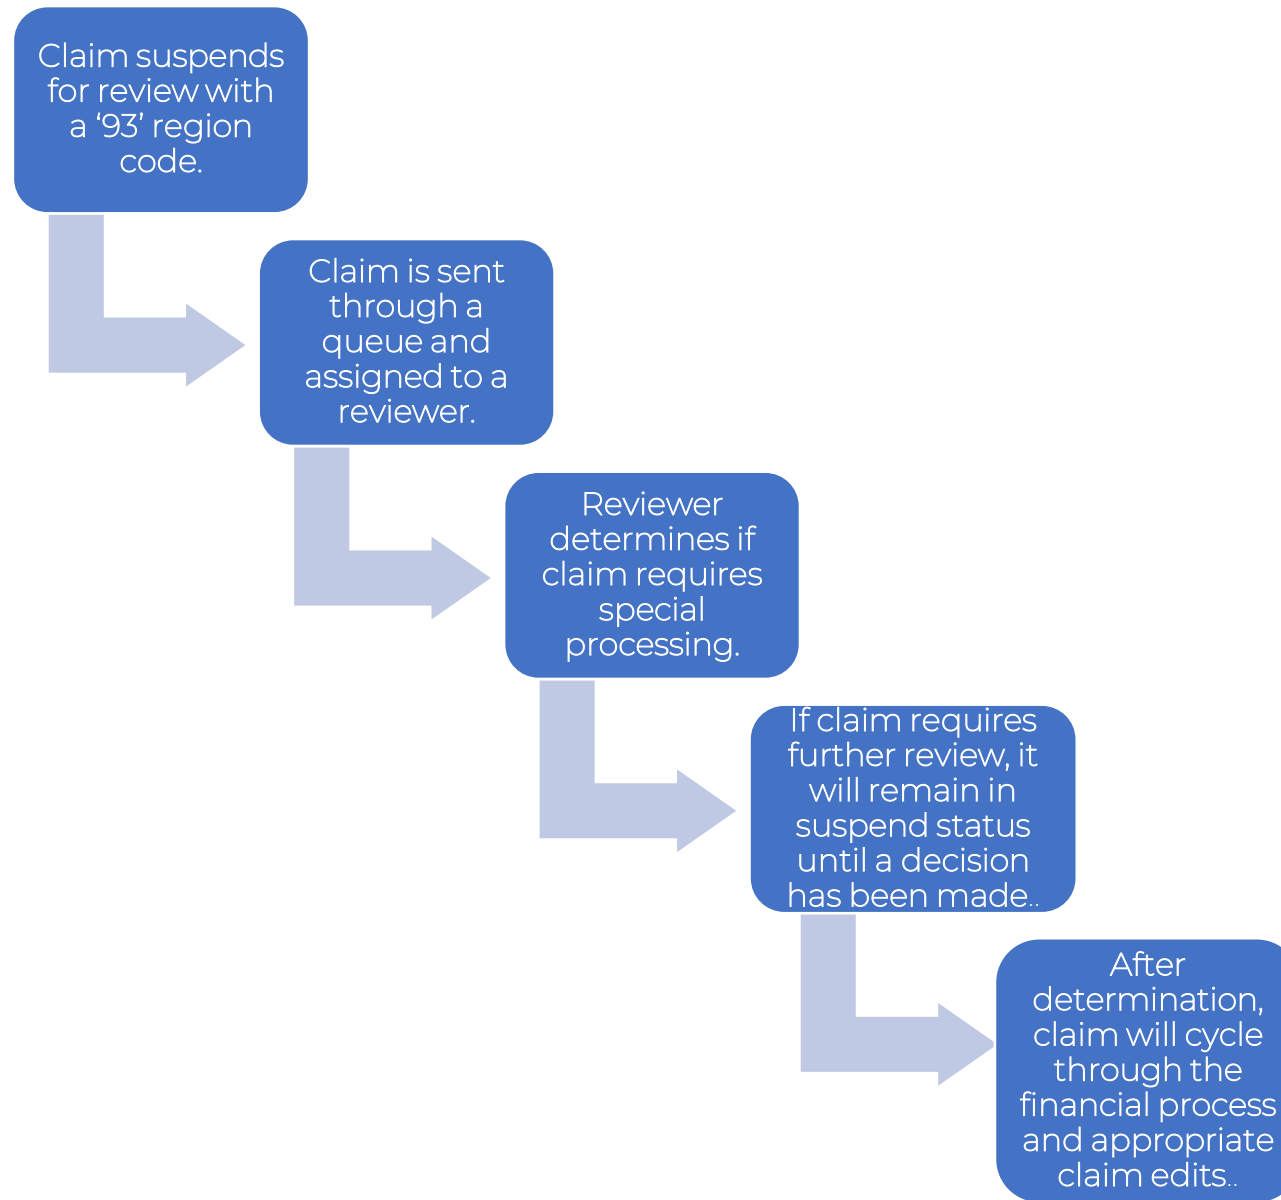 Claim suspends
for review with
a ‘93’ region
code.
Claim is sent
through a
queue and
assigned to a
reviewer.
Reviewer
determines if
claim requires
special
processing.
If claim requires
further review, it
will remain in
suspend status
until a decision
has been made..
After
determination,
claim will cycle
through the
financial process
and appropriate
claim edits..